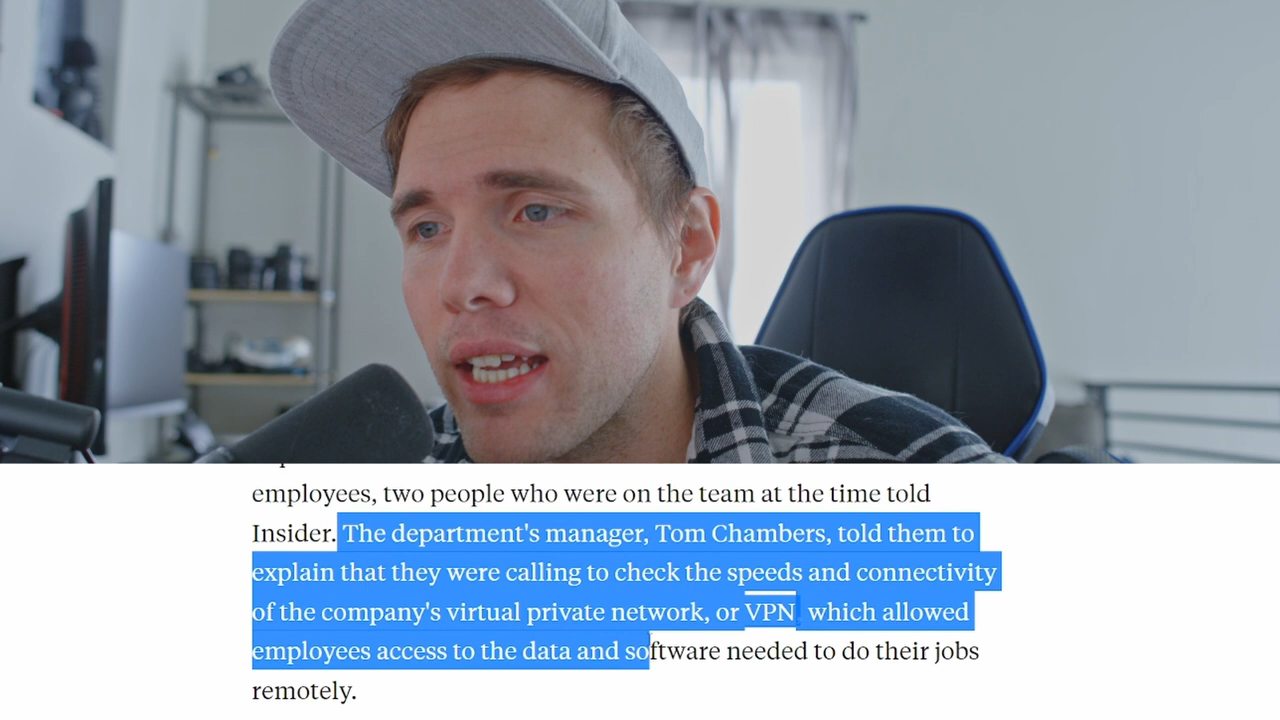 employees, two people who were on the team at the time told
Insider. The department's manager, Tom Chambers, told them to
explain that they were calling to check the speeds and connectivity
of the company's virtual private network, or VPN, which allowed
employees access to the data and software needed to do their jobs
remotely.